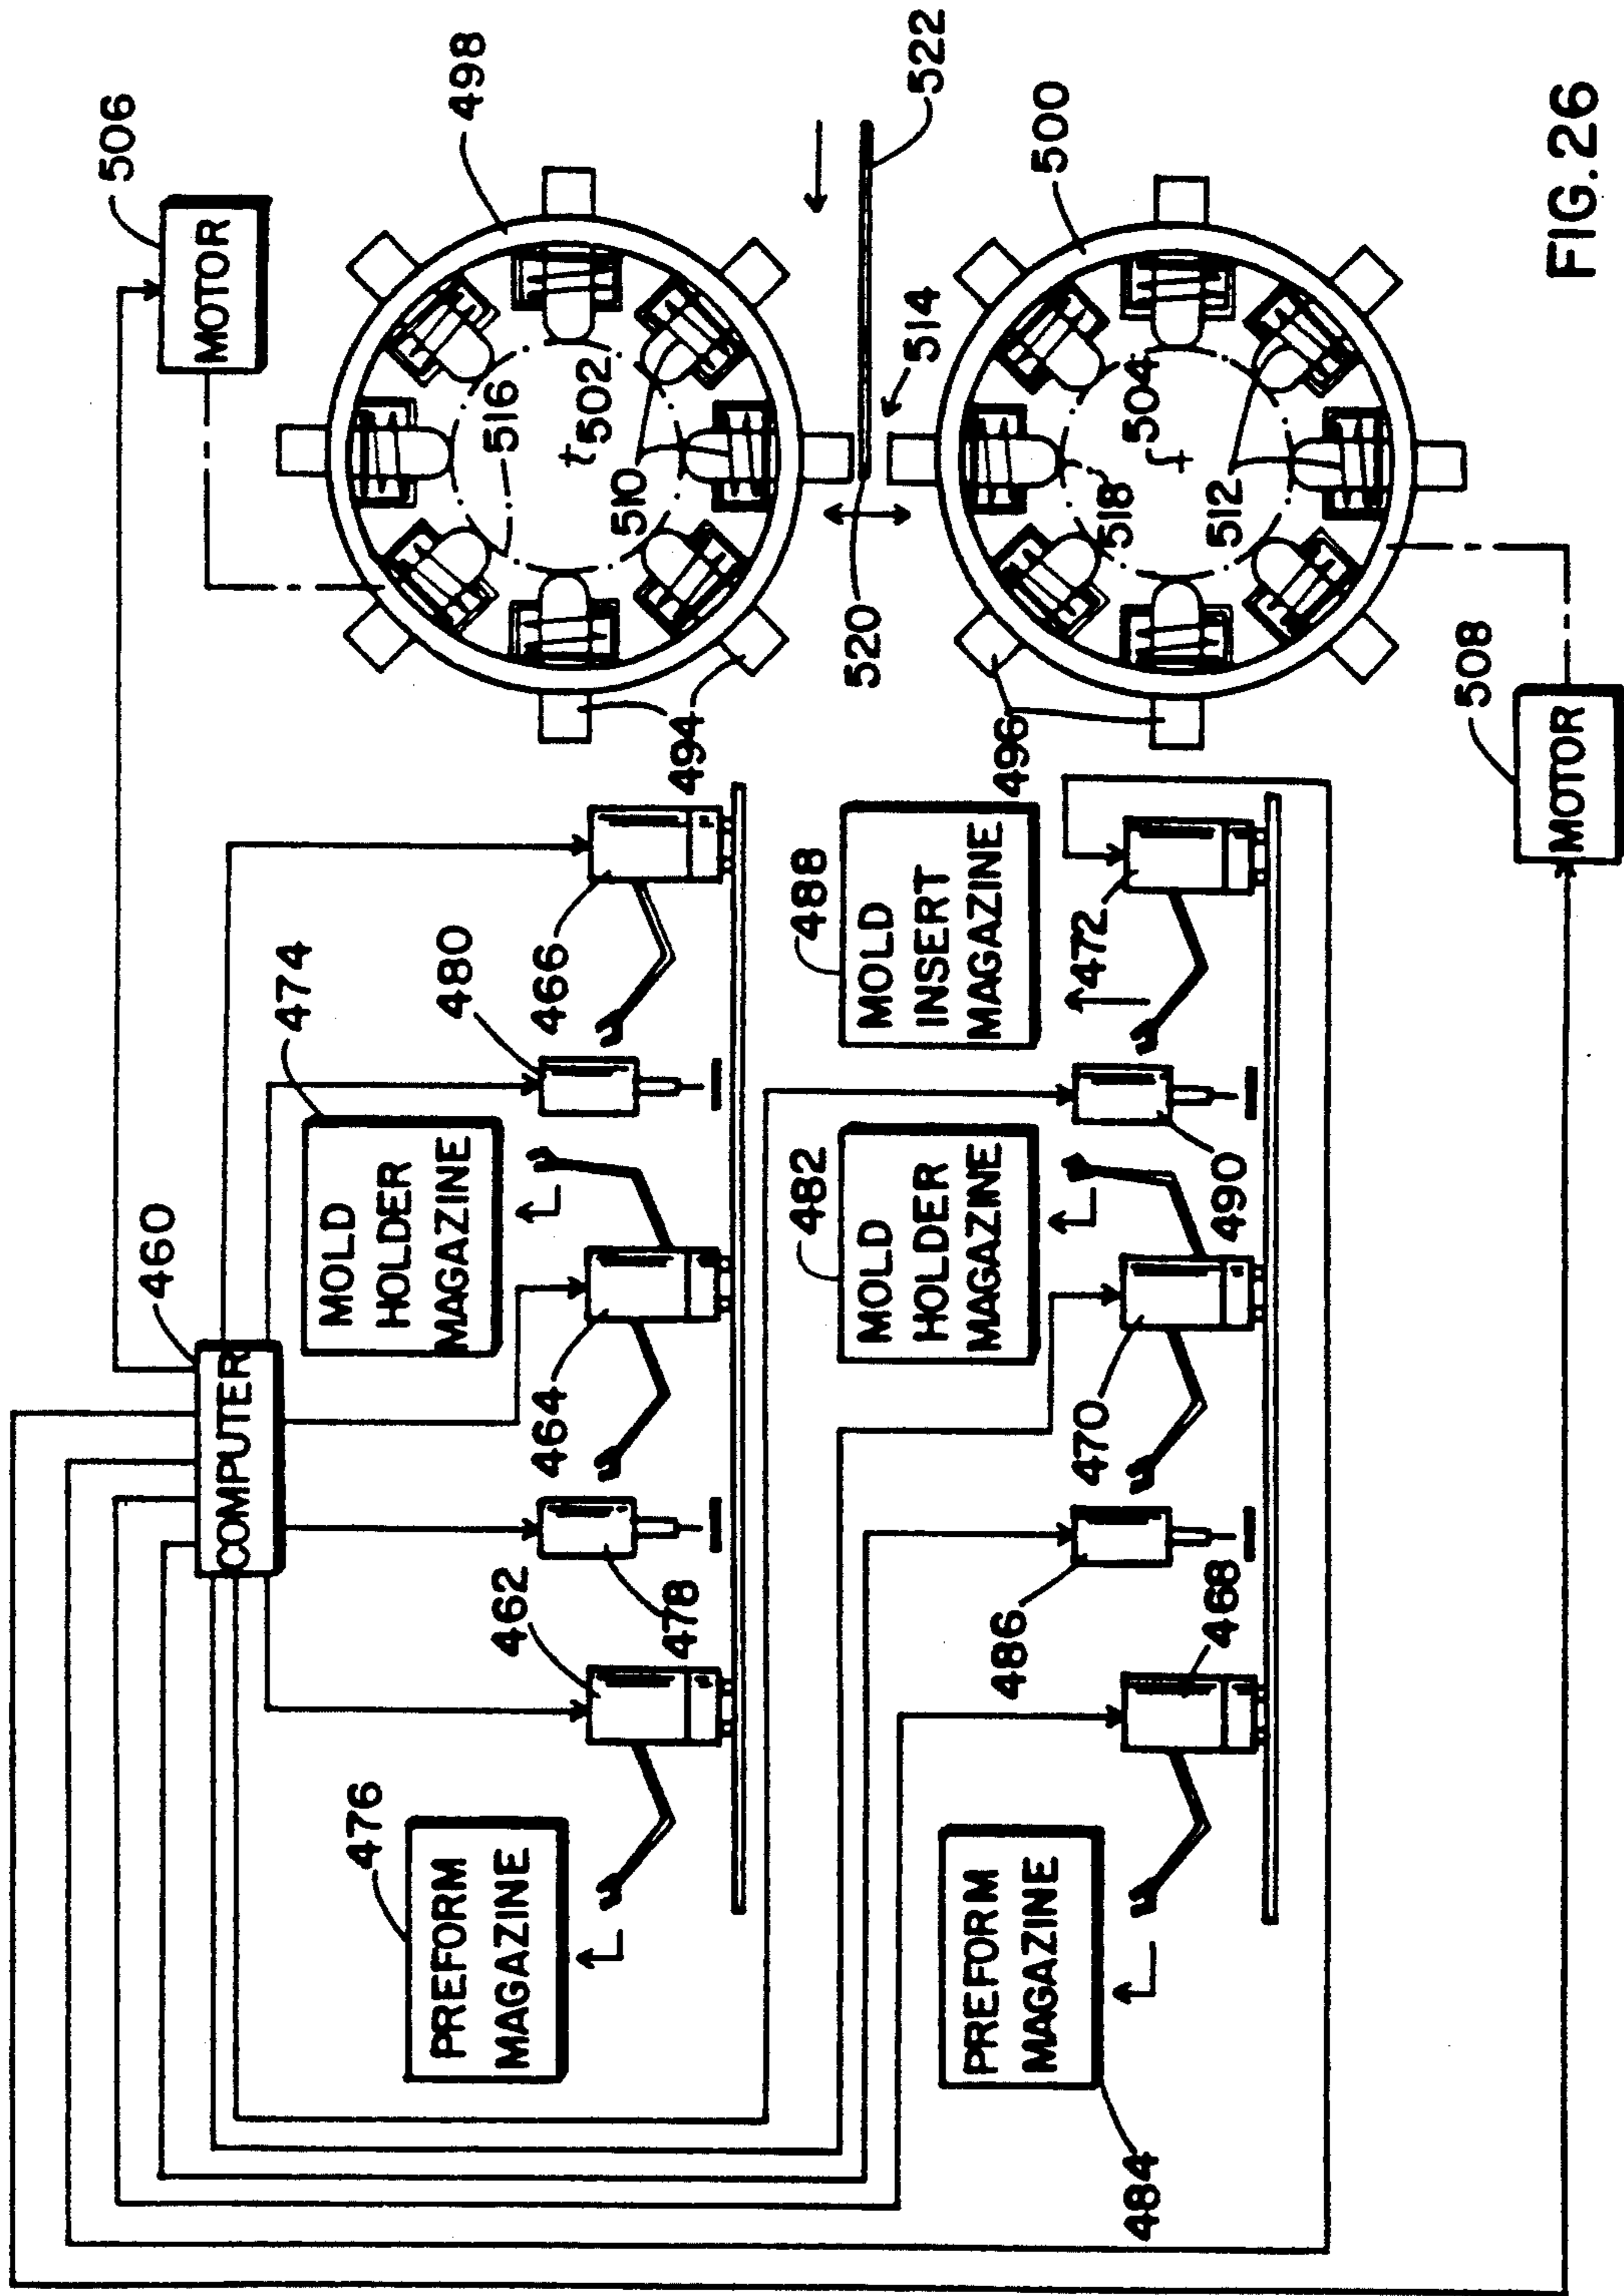 506
MOTOR
498
522
460
COMPUTER
474
MOLD
HOLDER
MAGAZINE
480
466
464
462
478
476
PREFORM
MAGAZINE
516
502
510
494
514
520
500
504
518
512
496
488
MOLD
INSERT
MAGAZINE
472
482
MOLD
HOLDER
MAGAZINE
490
470
486
468
PREFORM
MAGAZINE
484
508
MOTOR
FIG. 26